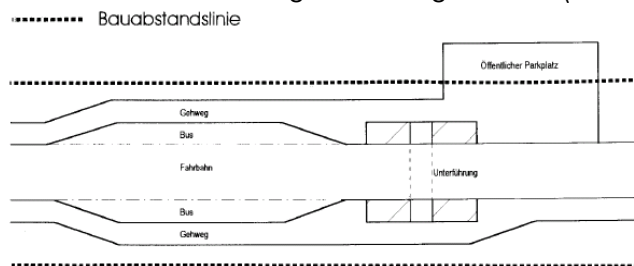 Bauabstandslinie
Öffentlicher Parkplatz
Gehweg
Bus
Fahrbahn
Unterführung
Bus
Gehweg